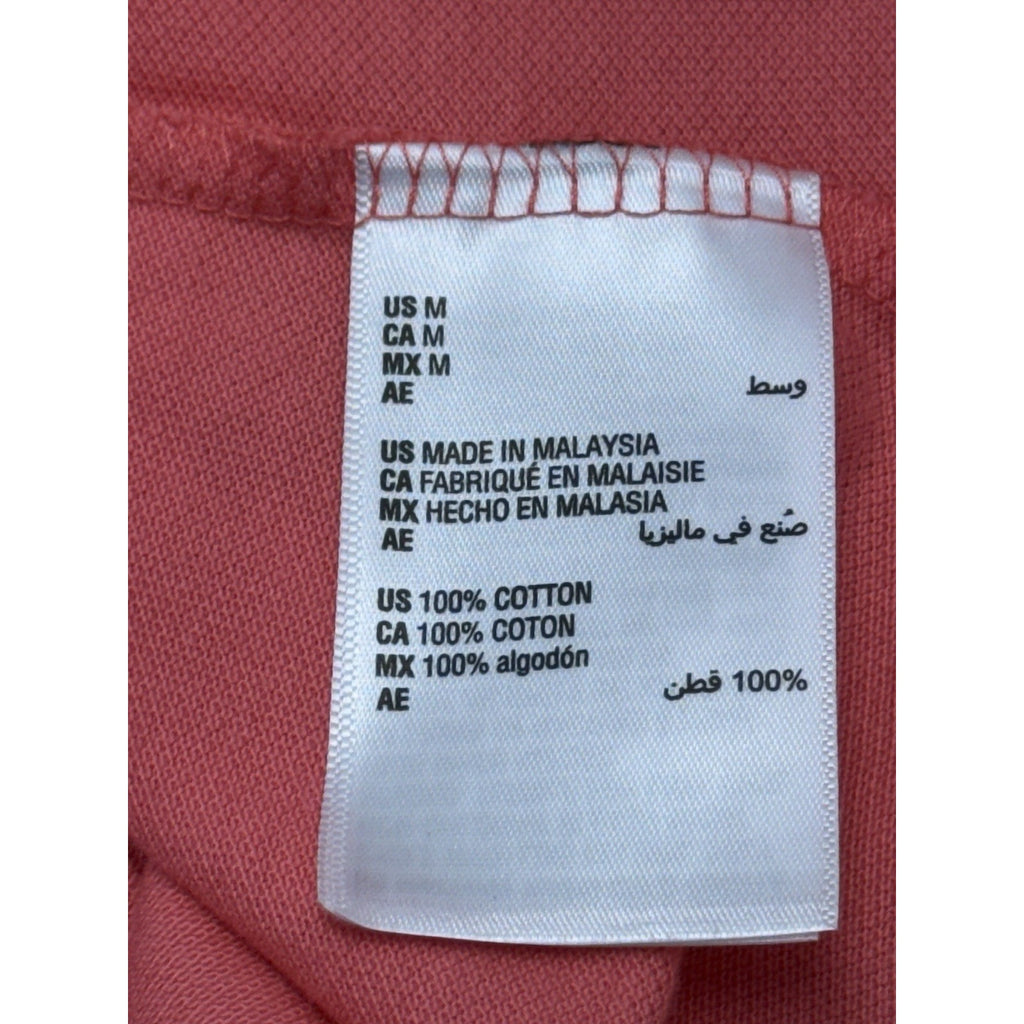 US M
CA M
MX M
AE وسط
US MADE IN MALAYSIA
CA FABRIQUÉ EN MALAISIE
MX HECHO EN MALASIA
AE صُنع في ماليزيا
US 100% COTTON
CA 100% COTON
MX 100% algodón
AE 100% قطن